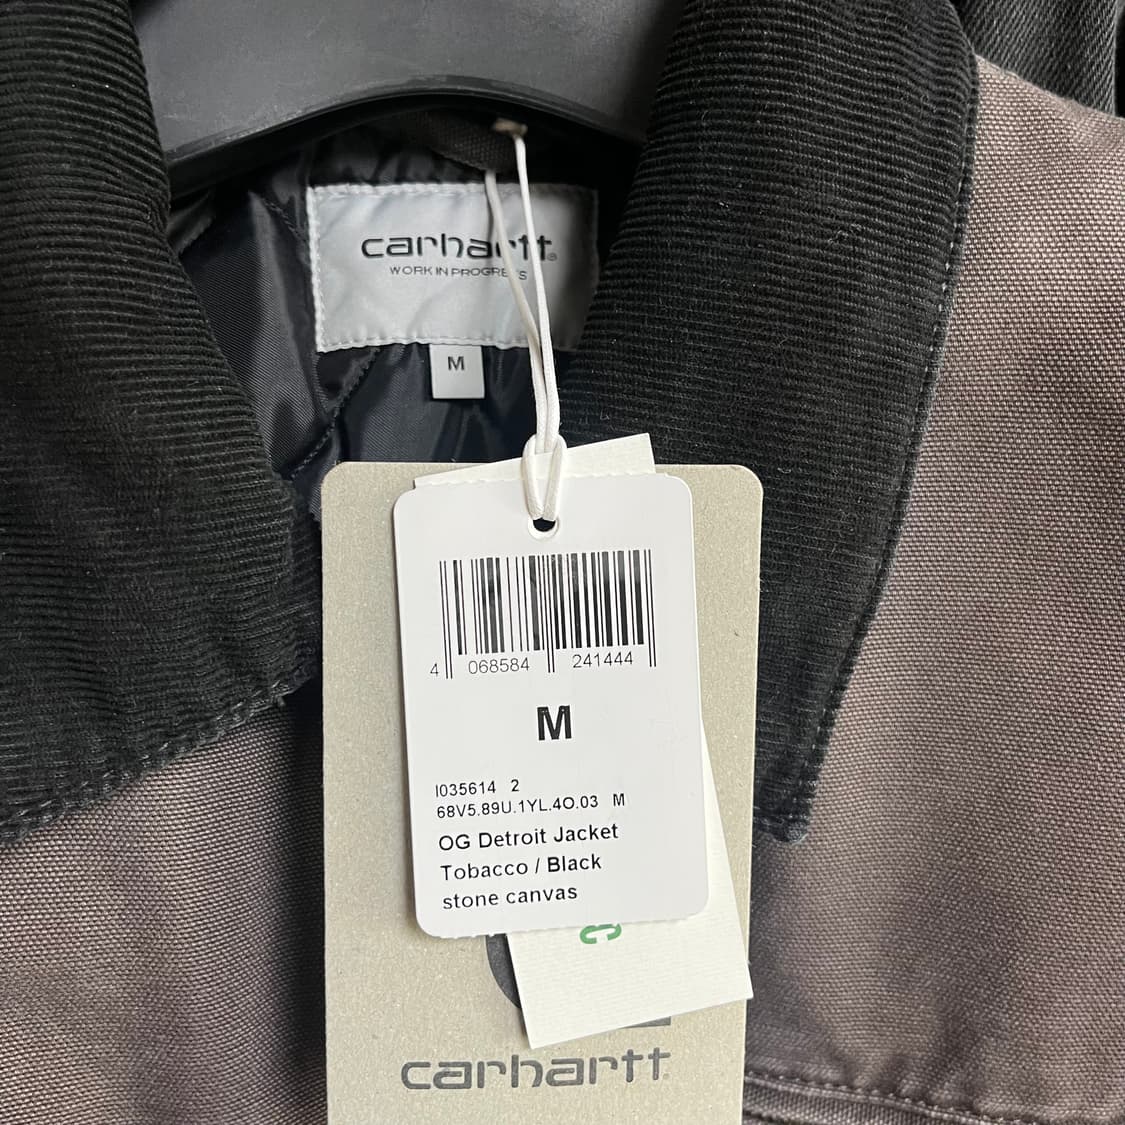 carhartt®
WORK IN PROGRESS
M
4 068584 241444
M
I035614 2
68V5.89U.1YL.4O.03 M
OG Detroit Jacket
Tobacco / Black
stone canvas
carhartt